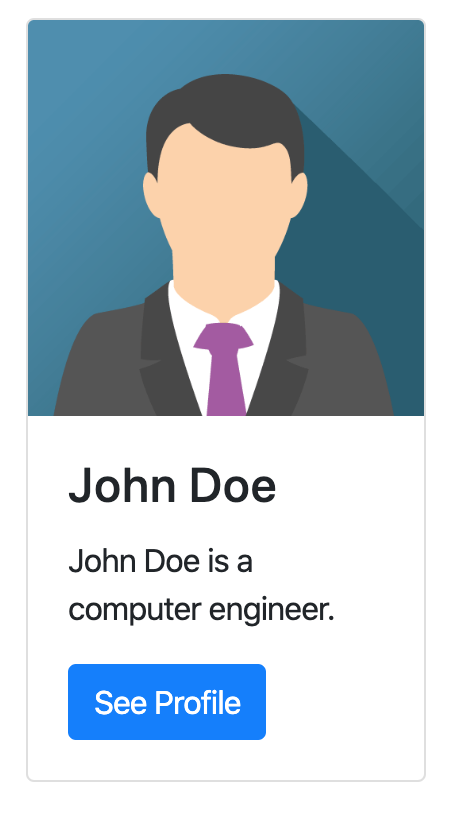 John Doe
John Doe is a
computer engineer.
See Profile